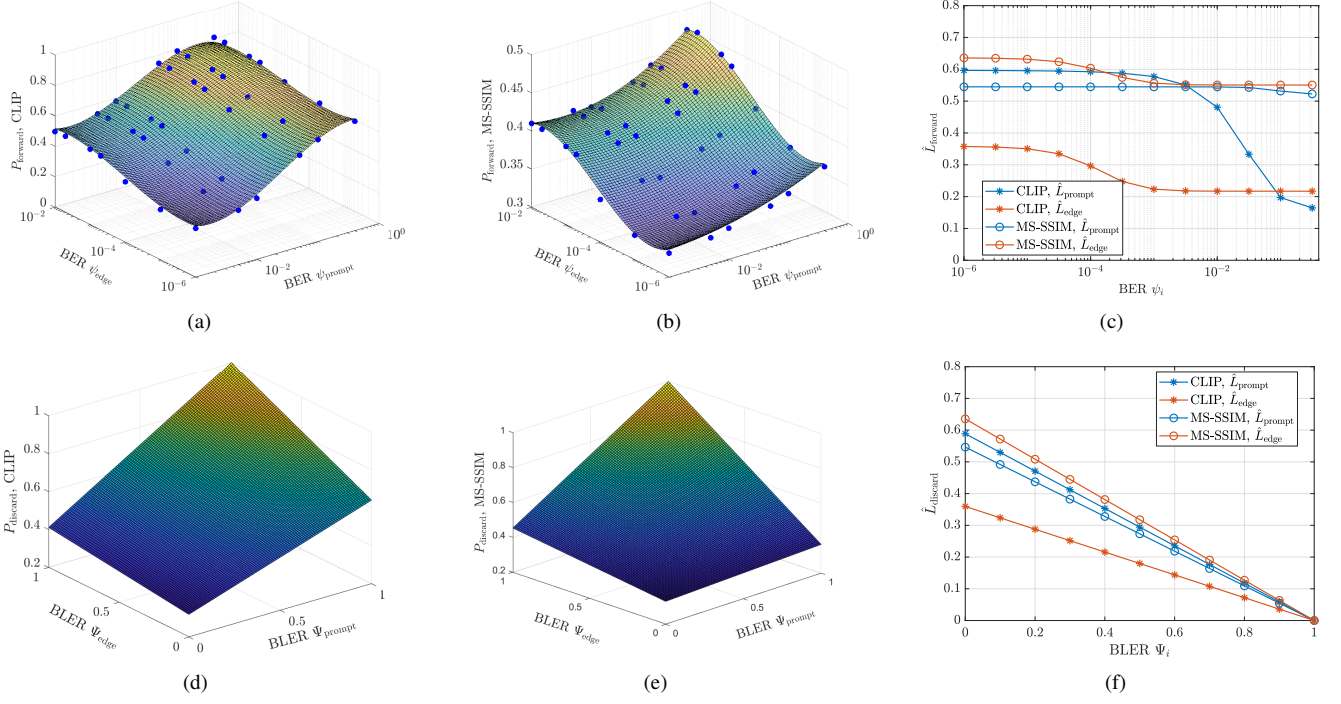 1
0.8
0.6
0.4
0.2
0
P_forward, CLIP
10^-2
10^-4
10^-6
BER ψ_edge
10^-2
10^0
BER ψ_prompt
(a)
0.5
0.45
0.4
0.35
0.3
P_forward, MS-SSIM
10^-2
10^-4
10^-6
BER ψ_edge
10^-2
10^0
BER ψ_prompt
(b)
0.8
0.7
0.6
0.5
0.4
0.3
0.2
0.1
0
L̂_forward
CLIP, L̂_prompt
CLIP, L̂_edge
MS-SSIM, L̂_prompt
MS-SSIM, L̂_edge
10^-6
10^-4
10^-2
BER ψ_i
(c)
1
0.8
0.6
0.4
0.2
P_discard, CLIP
1
0.5
0
BLER Ψ_edge
0
0.5
1
BLER Ψ_prompt
(d)
1
0.8
0.6
0.4
0.2
P_discard, MS-SSIM
1
0.5
0
BLER Ψ_edge
0
0.5
1
BLER Ψ_prompt
(e)
0.8
0.7
0.6
0.5
0.4
0.3
0.2
0.1
0
L̂_discard
CLIP, L̂_prompt
CLIP, L̂_edge
MS-SSIM, L̂_prompt
MS-SSIM, L̂_edge
0
0.2
0.4
0.6
0.8
1
BLER Ψ_i
(f)